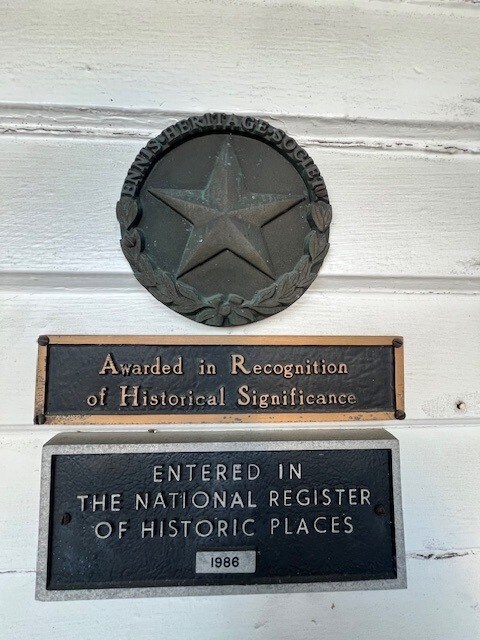 ENNIS·HERITAGE·SOCIETY
Awarded in Recognition
of Historical Significance
ENTERED IN
THE NATIONAL REGISTER
OF HISTORIC PLACES
1986